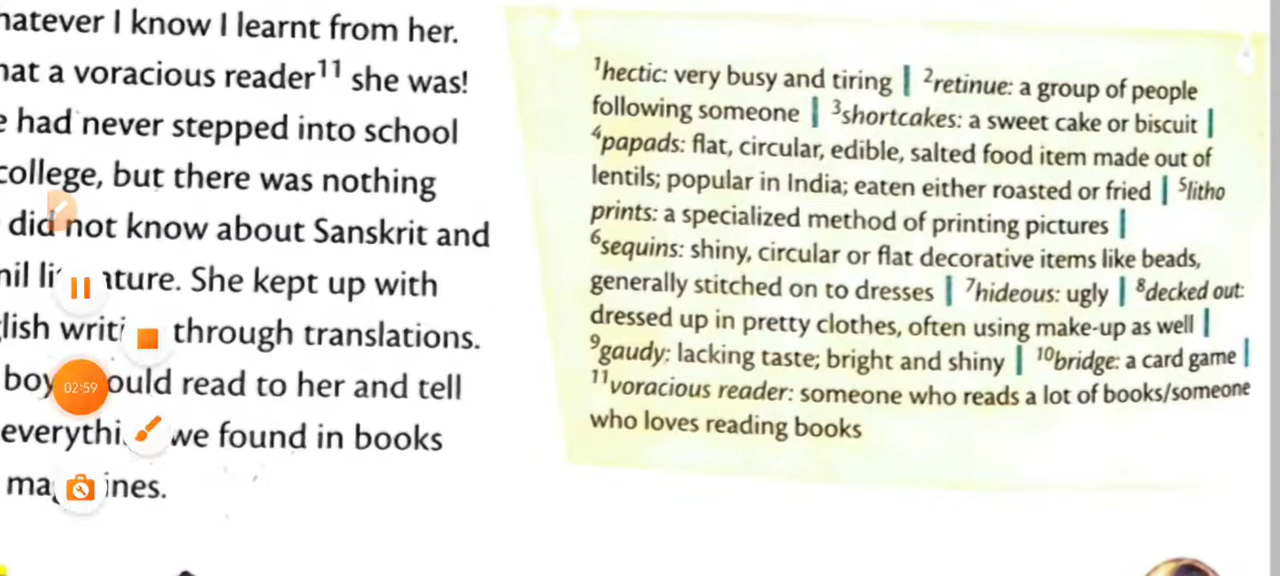 hatever I know I learnt from her.
hat a voracious reader¹¹ she was!
e had never stepped into school
college, but there was nothing
did not know about Sanskrit and
ature. She kept up with
through translations.
ould read to her and tell
we found in books
ines.
02:59
¹hectic: very busy and tiring | ²retinue: a group of people
following someone | ³shortcakes: a sweet cake or biscuit |
⁴papads: flat, circular, edible, salted food item made out of
lentils; popular in India; eaten either roasted or fried | ⁵litho
prints: a specialized method of printing pictures |
⁶sequins: shiny, circular or flat decorative items like beads,
generally stitched on to dresses | ⁷hideous: ugly | ⁸decked out:
dressed up in pretty clothes, often using make-up as well |
⁹gaudy: lacking taste; bright and shiny | ¹⁰bridge: a card game |
¹¹voracious reader: someone who reads a lot of books/someone
who loves reading books